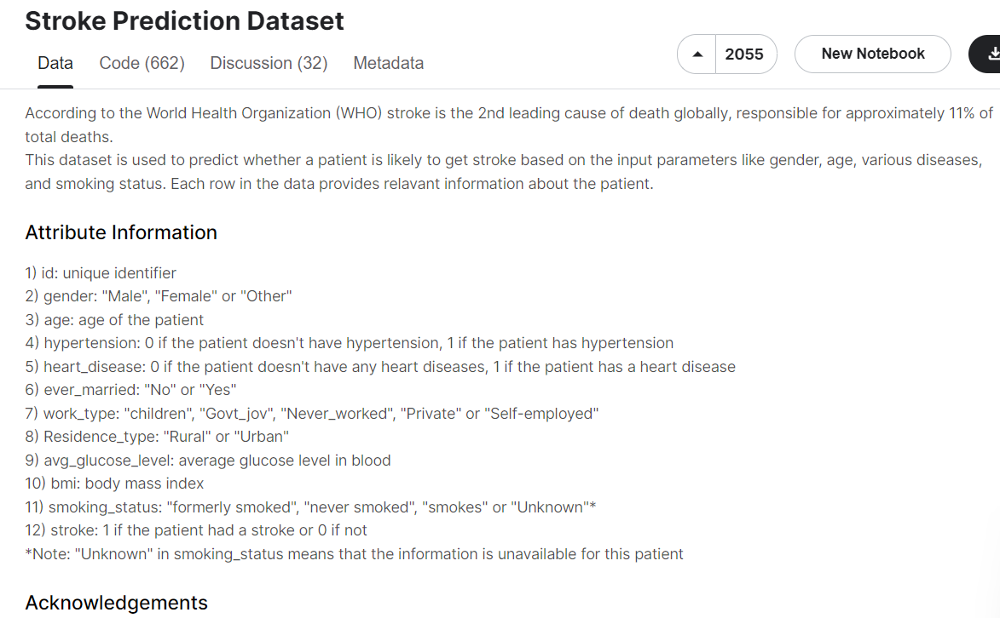 Stroke Prediction Dataset
Data Code (662) Discussion (32) Metadata 2055 New Notebook
According to the World Health Organization (WHO) stroke is the 2nd leading cause of death globally, responsible for approximately 11% of
total deaths.
This dataset is used to predict whether a patient is likely to get stroke based on the input parameters like gender, age, various diseases,
and smoking status. Each row in the data provides relavant information about the patient.
Attribute Information
1) id: unique identifier
2) gender: "Male", "Female" or "Other"
3) age: age of the patient
4) hypertension: 0 if the patient doesn't have hypertension, 1 if the patient has hypertension
5) heart_disease: 0 if the patient doesn't have any heart diseases, 1 if the patient has a heart disease
6) ever_married: "No" or "Yes"
7) work_type: "children", "Govt_jov", "Never_worked", "Private" or "Self-employed"
8) Residence_type: "Rural" or "Urban"
9) avg_glucose_level: average glucose level in blood
10) bmi: body mass index
11) smoking_status: "formerly smoked", "never smoked", "smokes" or "Unknown"*
12) stroke: 1 if the patient had a stroke or 0 if not
*Note: "Unknown" in smoking_status means that the information is unavailable for this patient
Acknowledgements